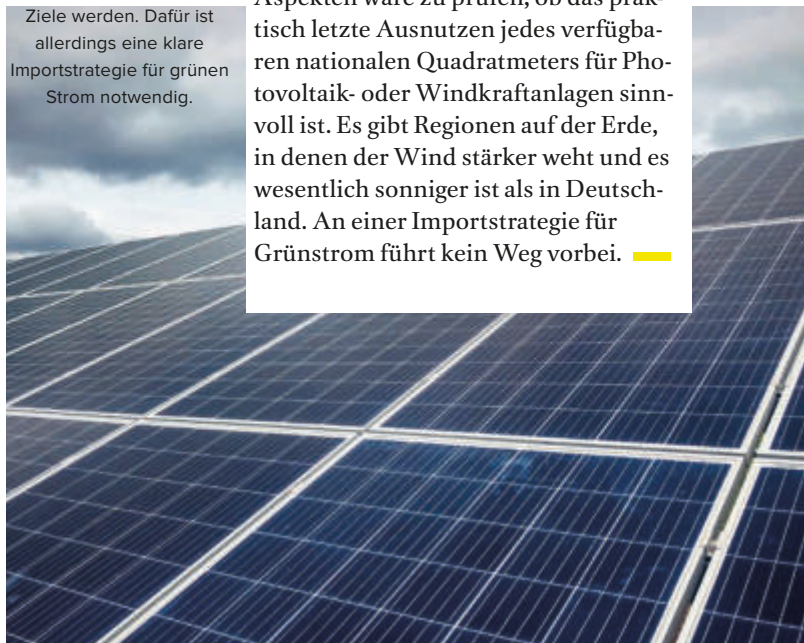 Ziele werden. Dafür ist
allerdings eine klare
Importstrategie für grünen
Strom notwendig.
Aspekten wäre zu prüfen, ob das prak-
tisch letzte Ausnutzen jedes verfügba-
ren nationalen Quadratmeters für Pho-
tovoltaik- oder Windkraftanlagen sinn-
voll ist. Es gibt Regionen auf der Erde,
in denen der Wind stärker weht und es
wesentlich sonniger ist als in Deutsch-
land. An einer Importstrategie für
Grünstrom führt kein Weg vorbei.